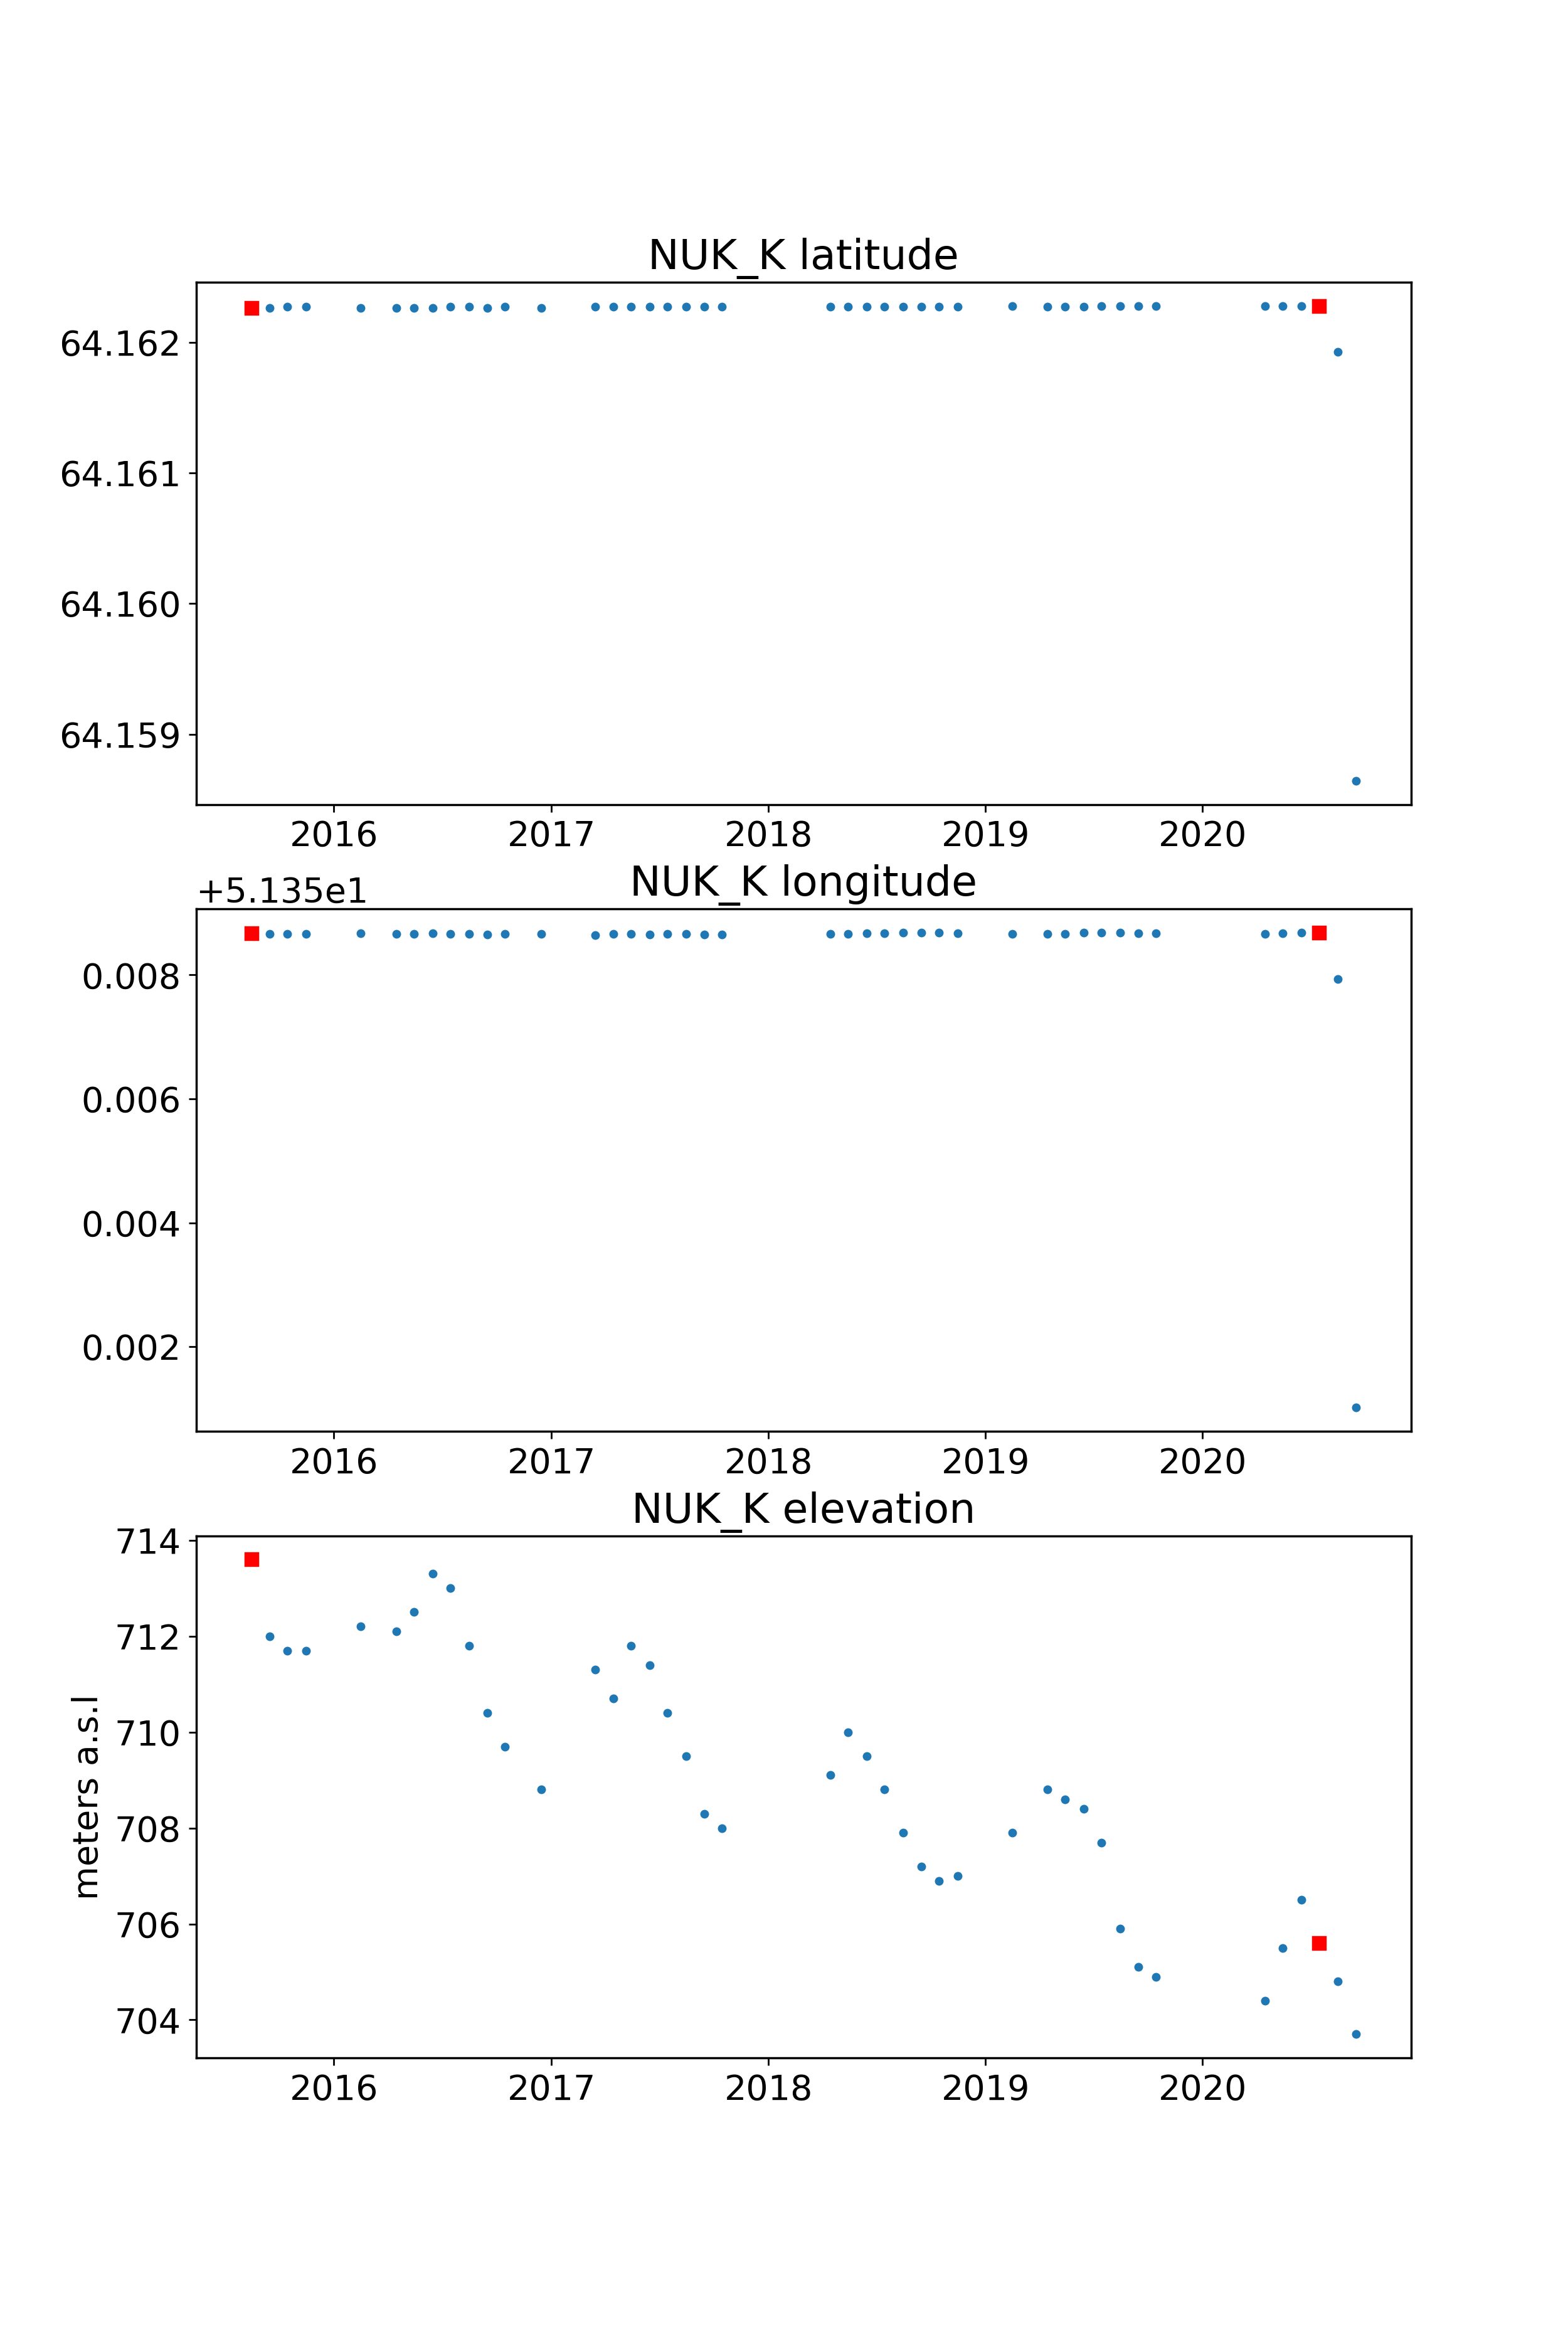 NUK_K latitude
64.162
64.161
64.160
64.159
2016 2017 2018 2019 2020
NUK_K longitude
+5.135e1
0.008
0.006
0.004
0.002
2016 2017 2018 2019 2020
NUK_K elevation
meters a.s.l
714
712
710
708
706
704
2016 2017 2018 2019 2020